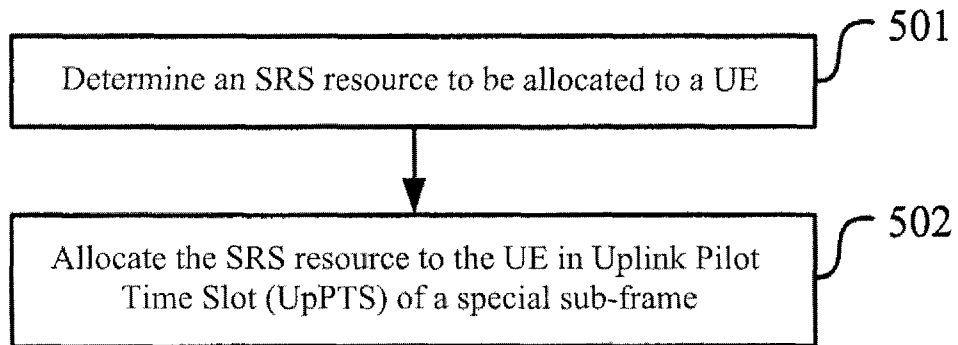 501
Determine an SRS resource to be allocated to a UE
502
Allocate the SRS resource to the UE in Uplink Pilot
Time Slot (UpPTS) of a special sub-frame